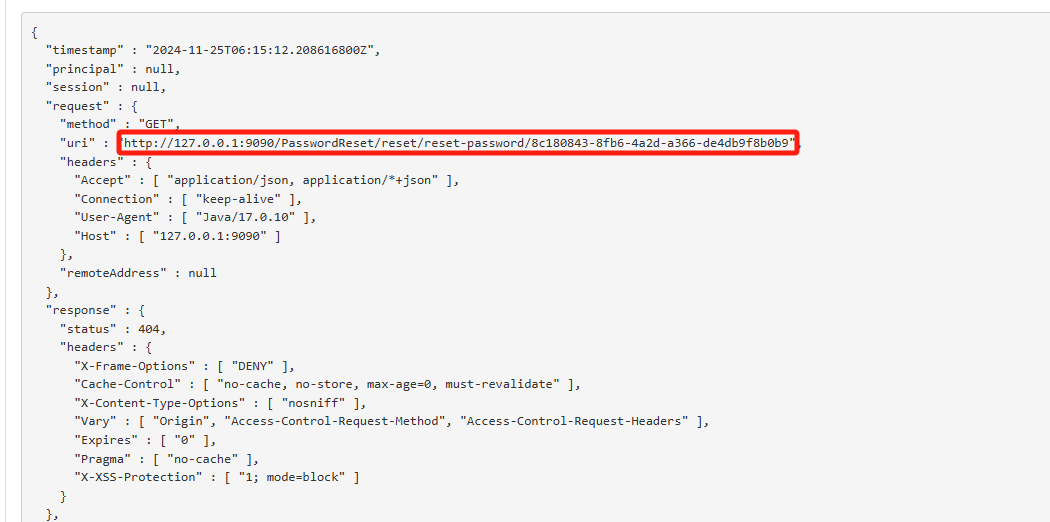 {
  "timestamp" : "2024-11-25T06:15:12.208616800Z",
  "principal" : null,
  "session" : null,
  "request" : {
    "method" : "GET",
    "uri" : "http://127.0.0.1:9090/PasswordReset/reset/reset-password/8c180843-8fb6-4a2d-a366-de4db9f8b0b9",
    "headers" : {
      "Accept" : [ "application/json, application/*+json" ],
      "Connection" : [ "keep-alive" ],
      "User-Agent" : [ "Java/17.0.10" ],
      "Host" : [ "127.0.0.1:9090" ]
    },
    "remoteAddress" : null
  },
  "response" : {
    "status" : 404,
    "headers" : {
      "X-Frame-Options" : [ "DENY" ],
      "Cache-Control" : [ "no-cache, no-store, max-age=0, must-revalidate" ],
      "X-Content-Type-Options" : [ "nosniff" ],
      "Vary" : [ "Origin", "Access-Control-Request-Method", "Access-Control-Request-Headers" ],
      "Expires" : [ "0" ],
      "Pragma" : [ "no-cache" ],
      "X-XSS-Protection" : [ "1; mode=block" ]
    }
  },